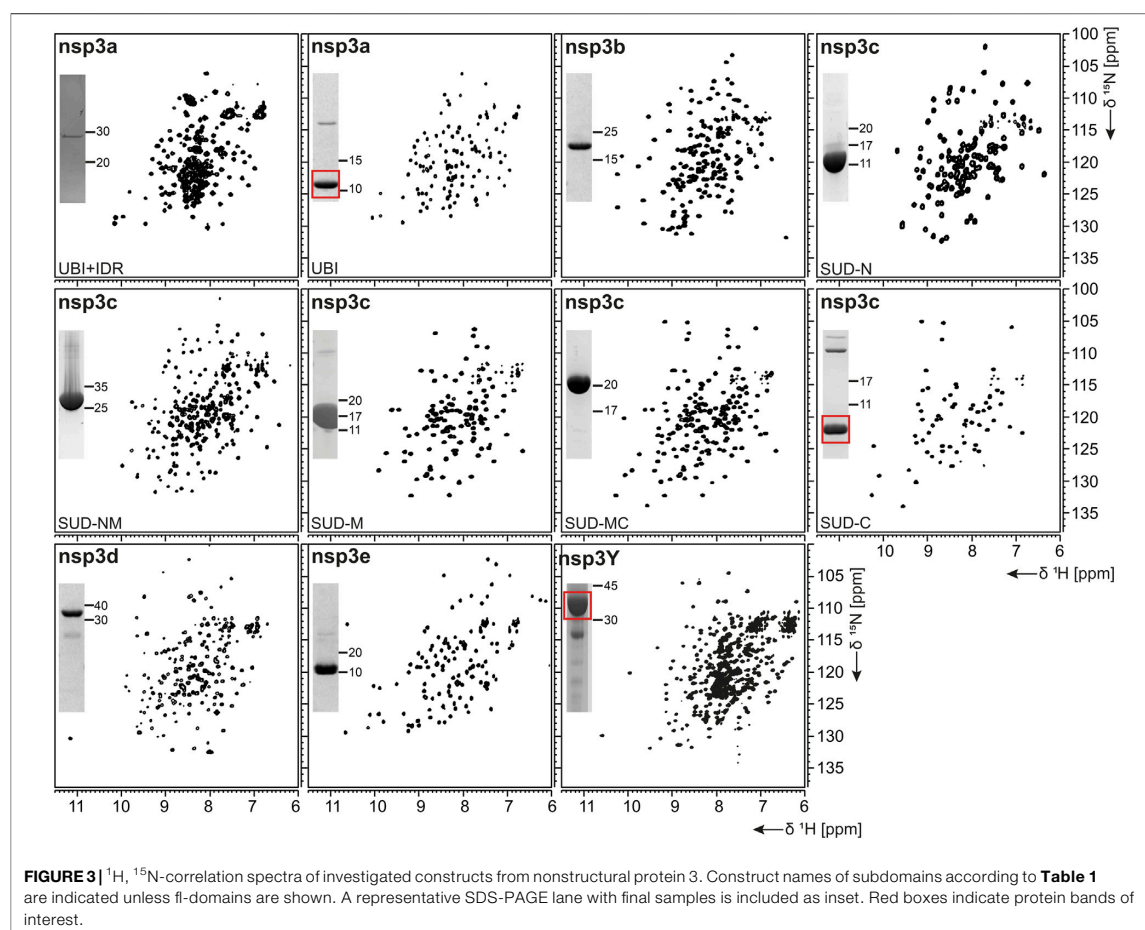 nsp3a
30
20
UBI+IDR
nsp3a
15
10
UBI
nsp3b
25
15
nsp3c
20
17
11
SUD-N
100
105
110
115
120
125
130
135
δ ¹⁵N [ppm]
nsp3c
35
25
SUD-NM
nsp3c
20
17
11
SUD-M
nsp3c
20
17
SUD-MC
nsp3c
17
11
SUD-C
100
105
110
115
120
125
130
135
10 9 8 7 6
δ ¹H [ppm]
nsp3d
40
30
nsp3e
20
10
nsp3Y
45
30
105
110
115
120
125
130
135
δ ¹⁵N [ppm]
11 10 9 8 7 6
11 10 9 8 7 6
11 10 9 8 7 6
δ ¹H [ppm]
FIGURE 3 | ¹H, ¹⁵N-correlation spectra of investigated constructs from nonstructural protein 3. Construct names of subdomains according to Table 1
are indicated unless fl-domains are shown. A representative SDS-PAGE lane with final samples is included as inset. Red boxes indicate protein bands of
interest.